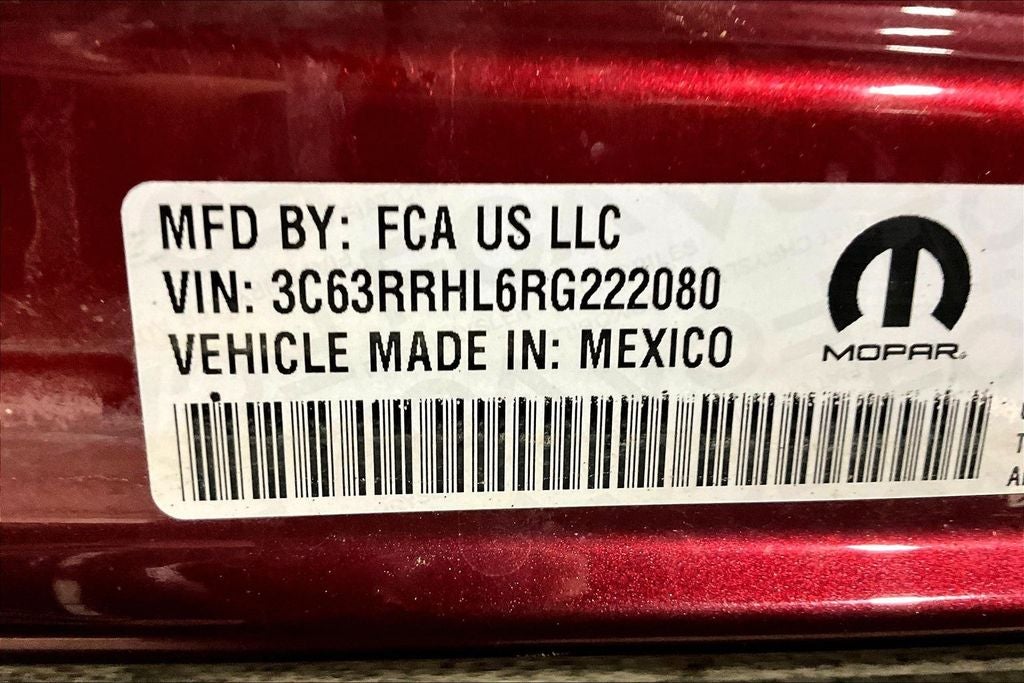 MFD BY: FCA US LLC
VIN: 3C63RRHL6RG222080
VEHICLE MADE IN: MEXICO
MOPAR®